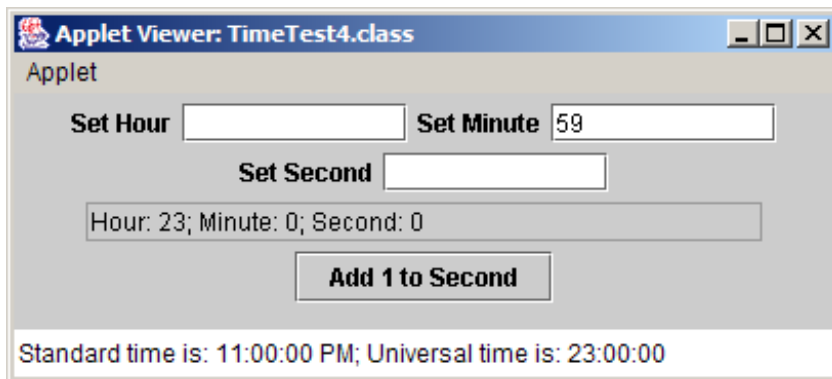 Applet Viewer: TimeTest4.class
Applet
Set Hour Set Minute 59
Set Second
Hour: 23; Minute: 0; Second: 0
Add 1 to Second
Standard time is: 11:00:00 PM; Universal time is: 23:00:00